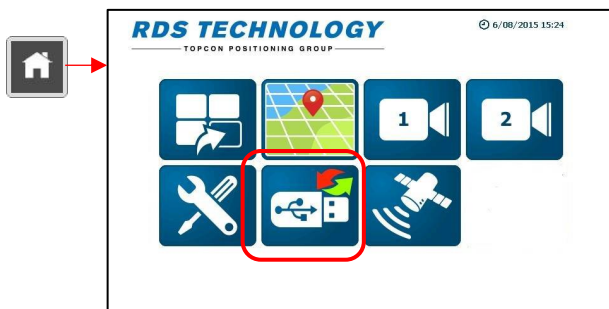 RDS TECHNOLOGY
TOPCON POSITIONING GROUP
6/08/2015 15:24
1
2